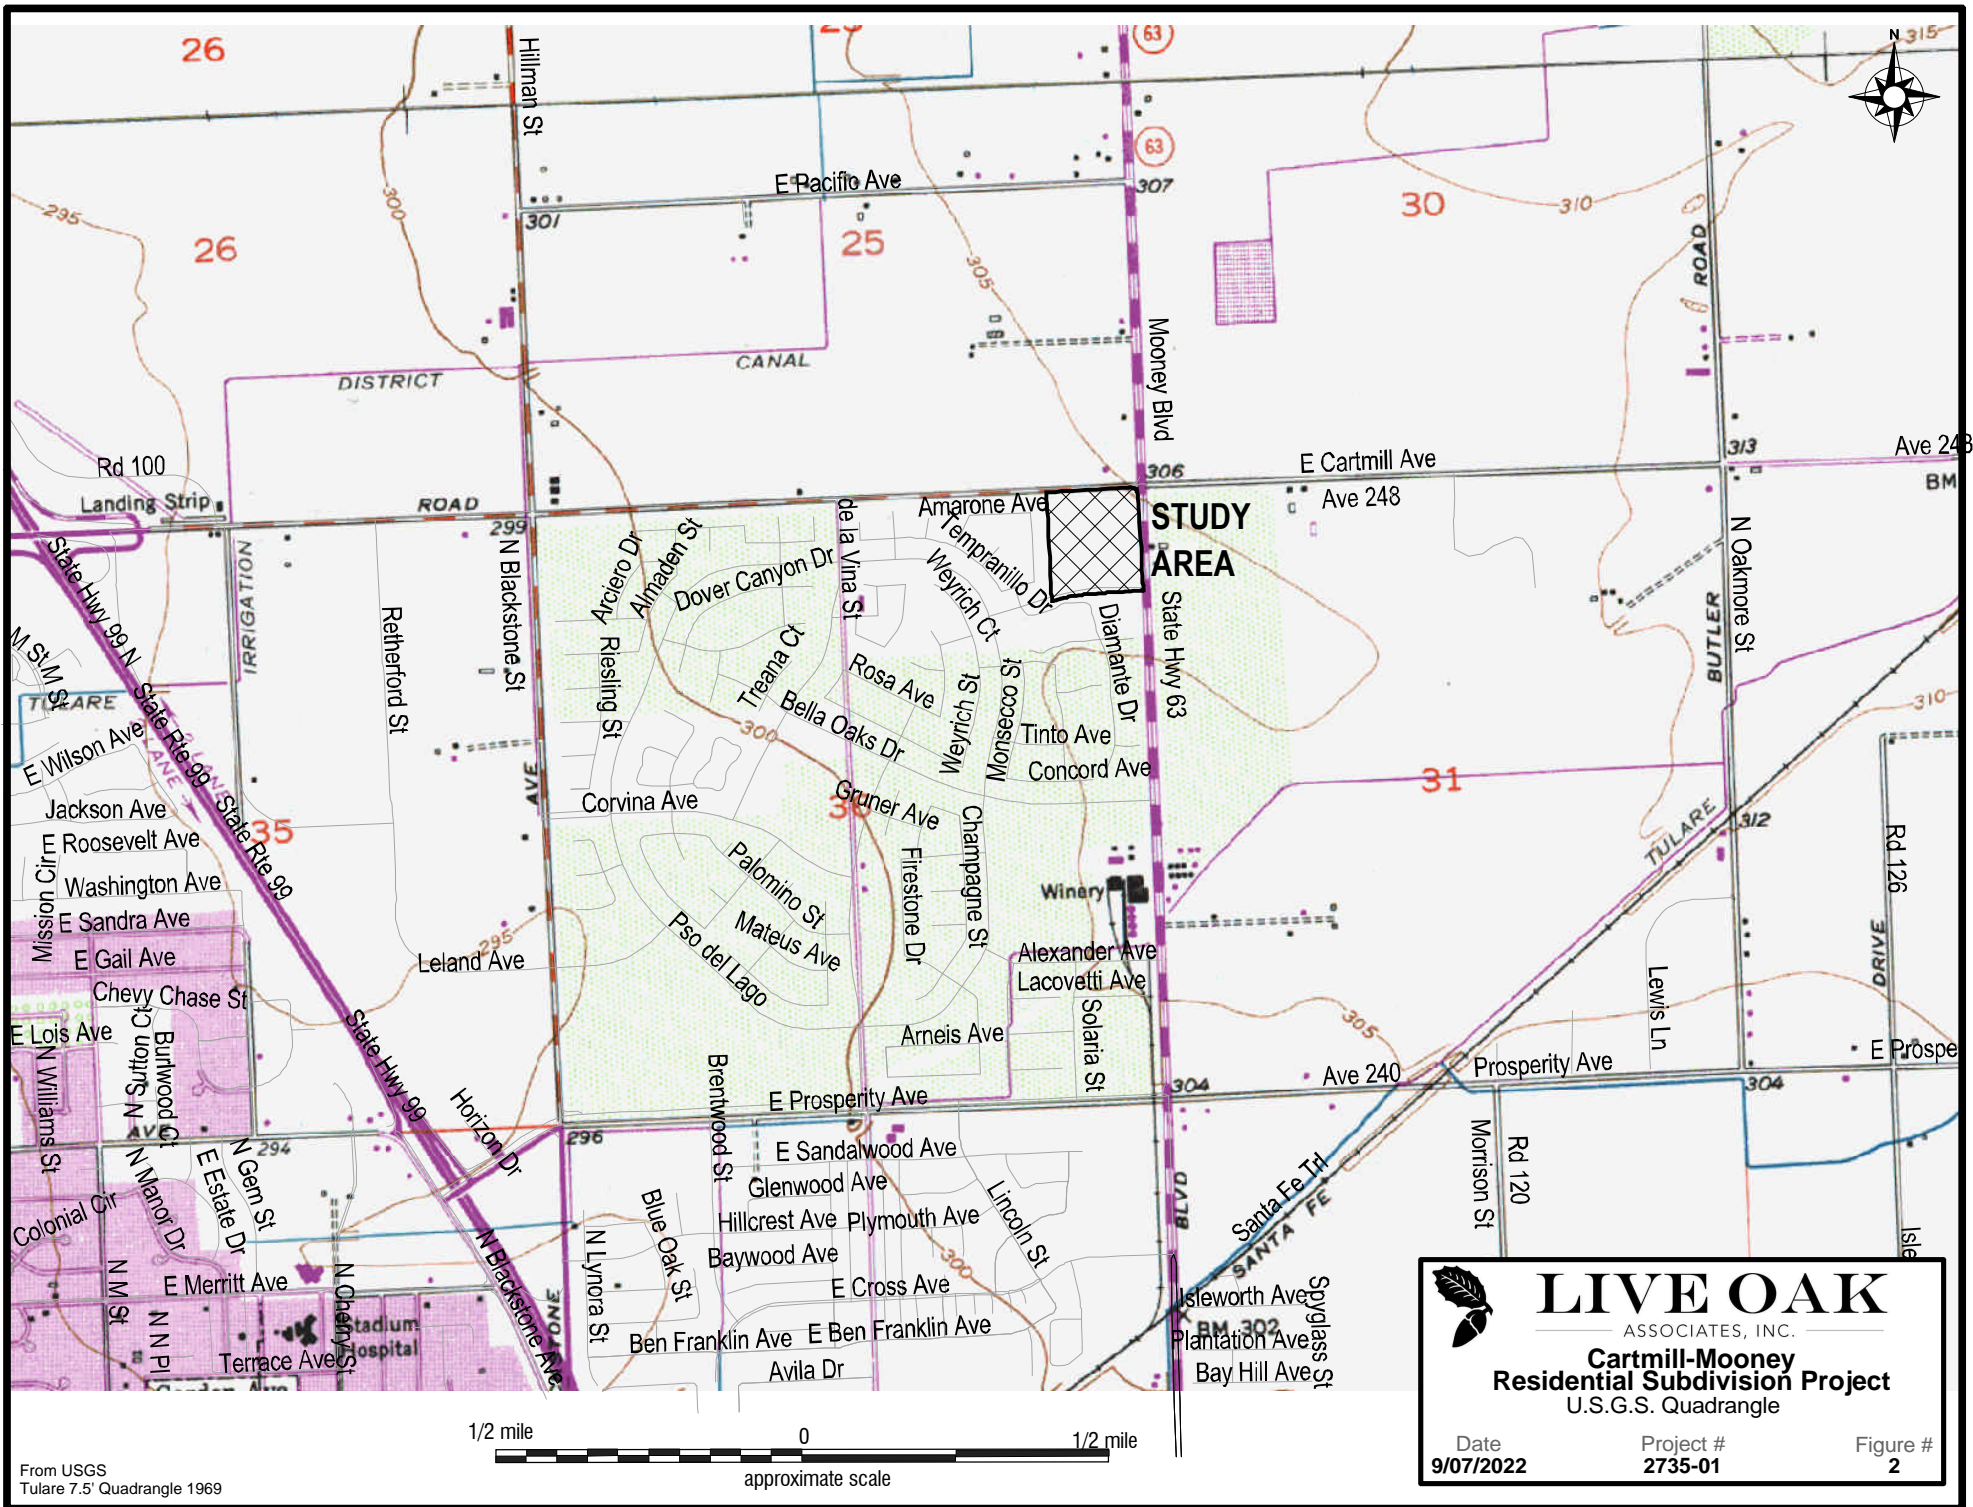 26
25
Hillman St
63
N
315
63
E Pacific Ave
307
301
295
300
26
25
305
30
310
ROAD
Mooney Blvd
DISTRICT
CANAL
Rd 100
Landing Strip
ROAD
299
306
E Cartmill Ave
Ave 248
313
Ave 248
BM
Amarone Ave
STUDY
AREA
State Hwy 99 N
IRRIGATION
Retherford St
N Blackstone St
Arciero Dr
Almaden St
Dover Canyon Dr
de la Vina St
Tempranillo Dr
Weyrich Ct
Diamante Dr
State Hwy 63
N Oakmore St
BUTLER
M St
M St
TULARE
State Rte 99
LANE
LANE
Riesling St
Treana Ct
Rosa Ave
Bella Oaks Dr
Weyrich St
Monsecco St
Tinto Ave
Concord Ave
300
310
E Wilson Ave
Jackson Ave
E Roosevelt Ave
State Rte 99
35
AVE
Corvina Ave
36
Gruner Ave
Champagne St
31
TULARE
312
Rd 126
Mission Cir
Washington Ave
E Sandra Ave
E Gail Ave
Chevy Chase St
E Lois Ave
Palomino St
Mateus Ave
Pso del Lago
Firestone Dr
Winery
Leland Ave
295
Alexander Ave
Lacovetti Ave
Solaria St
Arneis Ave
305
Lewis Ln
DRIVE
N Williams St
N Sutton Ct
Burlwood Ct
State Hwy 99
Horizon Dr
Brentwood St
E Prosperity Ave
304
Ave 240
Prosperity Ave
304
E Prospe
AVE
294
296
N Manor Dr
E Estate Dr
N Gem St
E Sandalwood Ave
Glenwood Ave
Hillcrest Ave
Plymouth Ave
Baywood Ave
Lincoln St
E Cross Ave
300
BLVD
Santa Fe Trl
SANTA FE
Morrison St
Rd 120
Isle
Colonial Cir
N M St
E Merritt Ave
N N Pl
N Cherry St
N Blackstone Ave
TONE
N Lynora St
Blue Oak St
Ben Franklin Ave
E Ben Franklin Ave
Avila Dr
Isleworth Ave
BM 302
Plantation Ave
Bay Hill Ave
Spyglass St
Terrace Ave
Stadium
Hospital
LIVE OAK
ASSOCIATES, INC.
Cartmill-Mooney
Residential Subdivision Project
U.S.G.S. Quadrangle
Date
Project #
Figure #
9/07/2022
2735-01
2
1/2 mile
0
1/2 mile
approximate scale
From USGS
Tulare 7.5' Quadrangle 1969